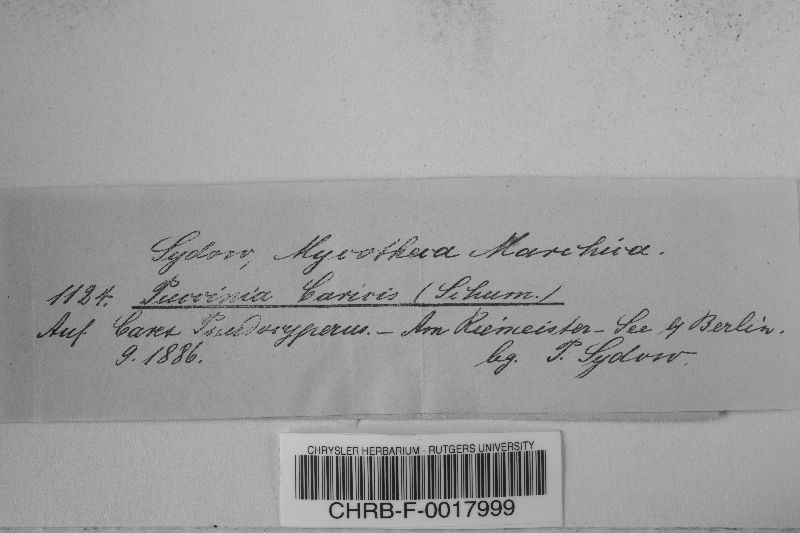 Sydow, Mycotheca Marchica.
1124. Puccinia Caricis (Schum.)
Auf Carex Pseudocyperus. – Am Riemeister-See b/ Berlin.
9. 1886. lg. P. Sydow.
CHRYSLER HERBARIUM - RUTGERS UNIVERSITY
CHRB-F-0017999